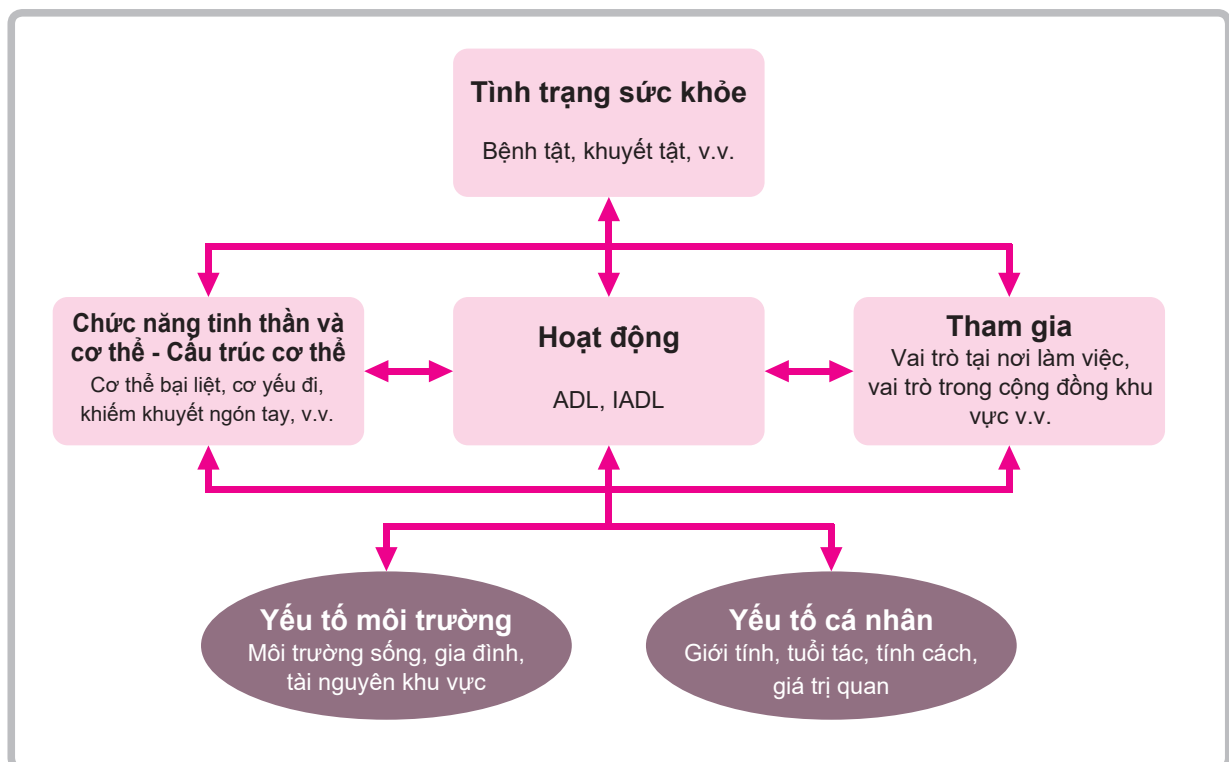 Tình trạng sức khỏe
Bệnh tật, khuyết tật, v.v.
Chức năng tinh thần và
cơ thể - Cấu trúc cơ thể
Cơ thể bại liệt, cơ yếu đi,
khiếm khuyết ngón tay, v.v.
Hoạt động
ADL, IADL
Tham gia
Vai trò tại nơi làm việc,
vai trò trong cộng đồng khu
vực v.v.
Yếu tố môi trường
Môi trường sống, gia đình,
tài nguyên khu vực
Yếu tố cá nhân
Giới tính, tuổi tác, tính cách,
giá trị quan